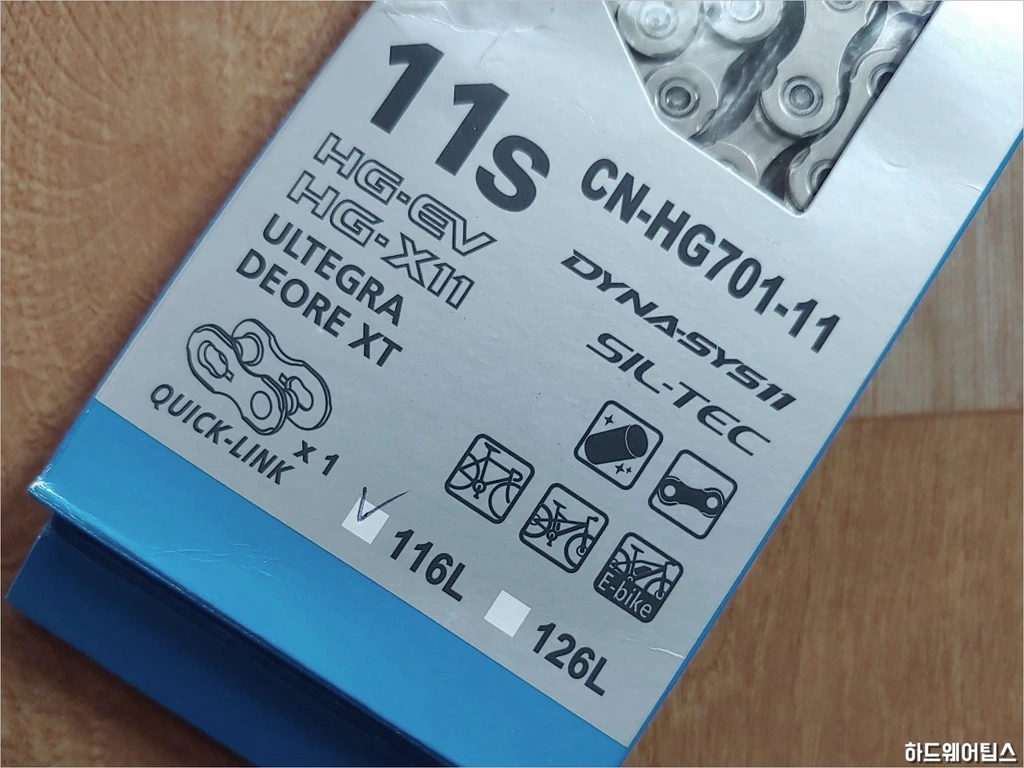 11s
HG-EV
HG-X11
ULTEGRA
DEORE XT
QUICK-LINK x 1
CN-HG701-11
DYNA-SYS11
SIL-TEC
E-bike
116L
126L
하드웨어팁스